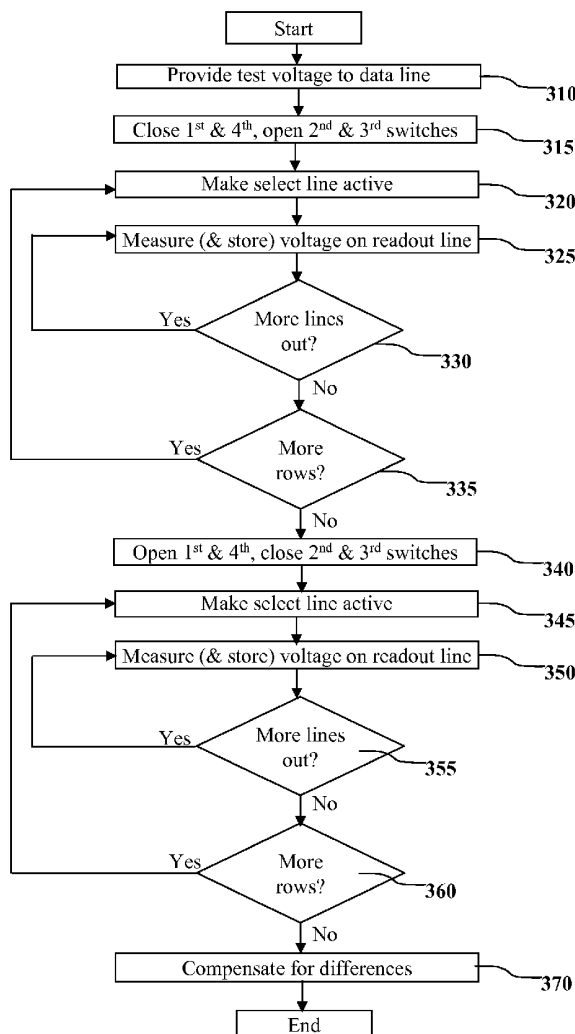 Start
Provide test voltage to data line
310
Close 1st & 4th, open 2nd & 3rd switches
315
Make select line active
320
Measure (& store) voltage on readout line
325
Yes
More lines
out?
330
No
Yes
More
rows?
335
No
Open 1st & 4th, close 2nd & 3rd switches
340
Make select line active
345
Measure (& store) voltage on readout line
350
Yes
More lines
out?
355
No
Yes
More
rows?
360
No
Compensate for differences
370
End